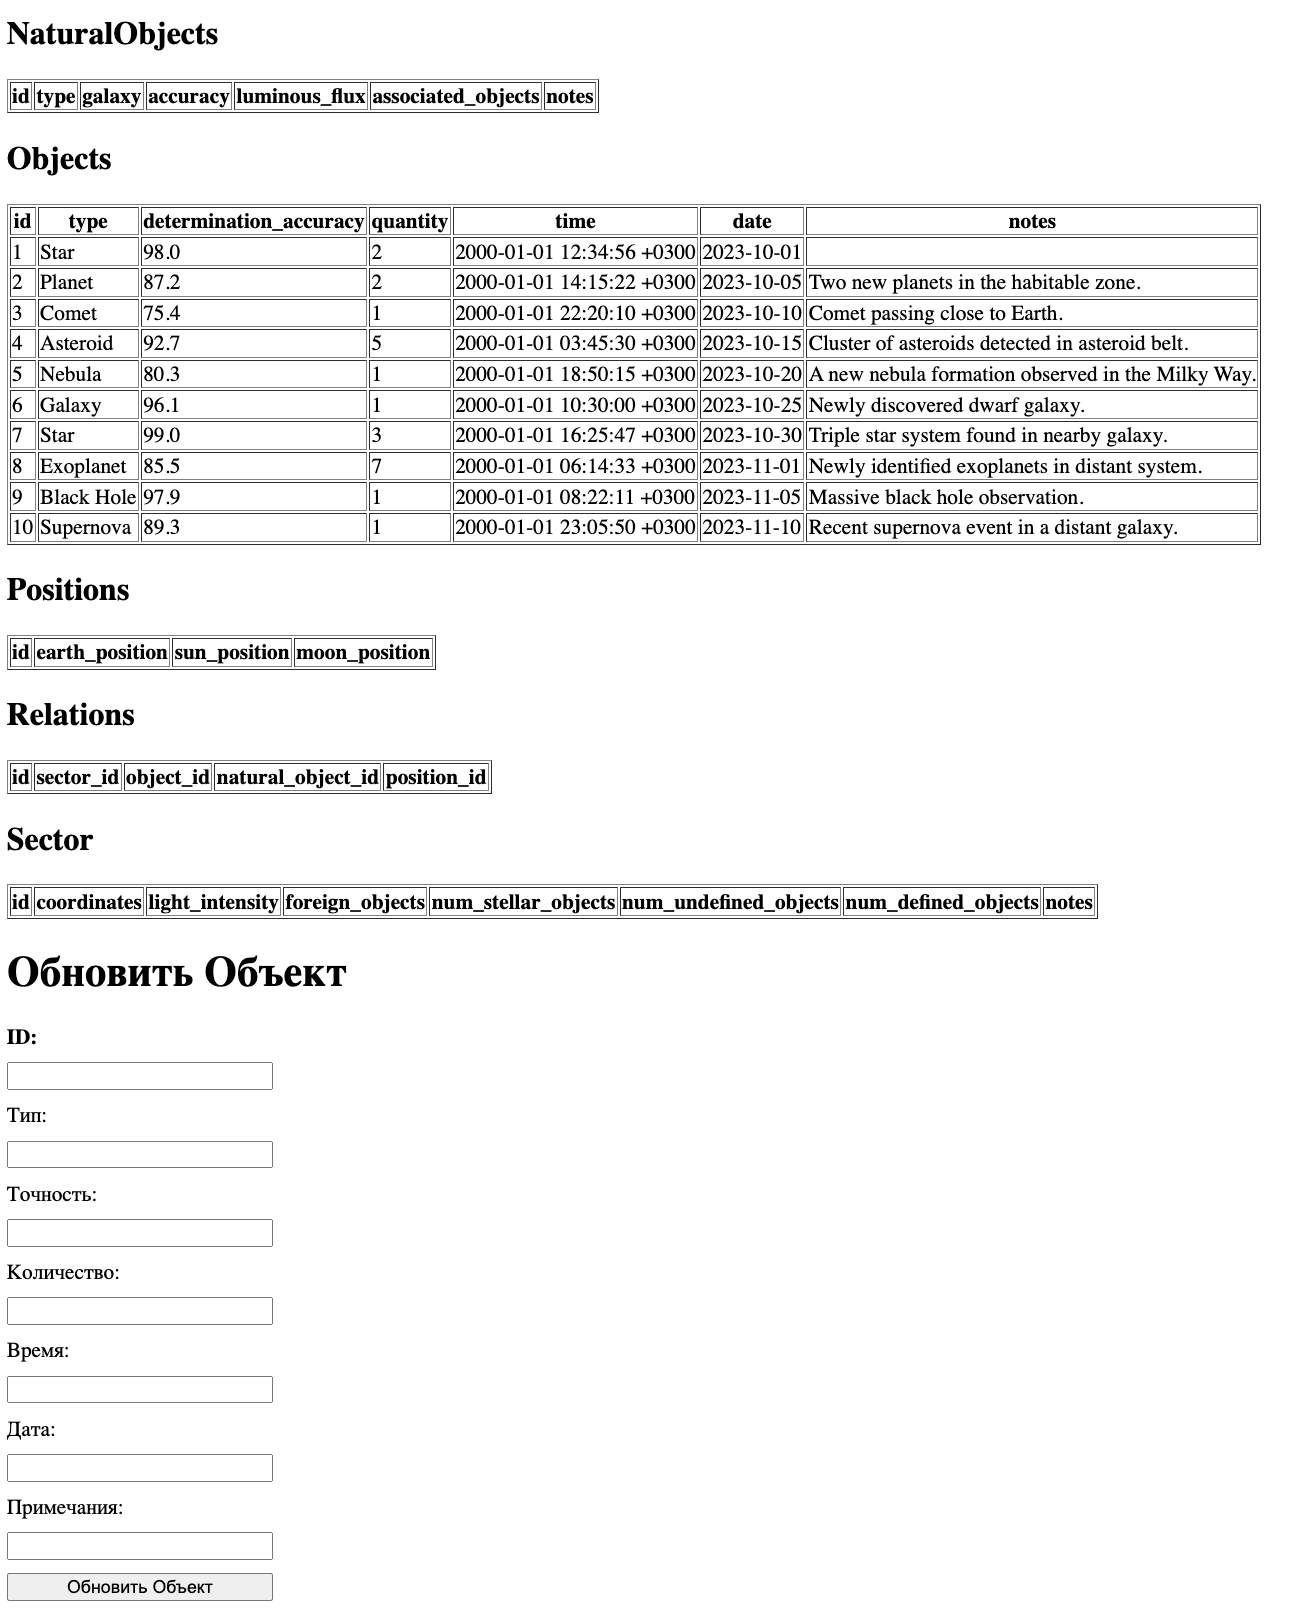 NaturalObjects
id type galaxy accuracy luminous_flux associated_objects notes
Objects
id type determination_accuracy quantity time date notes
1 Star 98.0 2 2000-01-01 12:34:56 +0300 2023-10-01
2 Planet 87.2 2 2000-01-01 14:15:22 +0300 2023-10-05 Two new planets in the habitable zone.
3 Comet 75.4 1 2000-01-01 22:20:10 +0300 2023-10-10 Comet passing close to Earth.
4 Asteroid 92.7 5 2000-01-01 03:45:30 +0300 2023-10-15 Cluster of asteroids detected in asteroid belt.
5 Nebula 80.3 1 2000-01-01 18:50:15 +0300 2023-10-20 A new nebula formation observed in the Milky Way.
6 Galaxy 96.1 1 2000-01-01 10:30:00 +0300 2023-10-25 Newly discovered dwarf galaxy.
7 Star 99.0 3 2000-01-01 16:25:47 +0300 2023-10-30 Triple star system found in nearby galaxy.
8 Exoplanet 85.5 7 2000-01-01 06:14:33 +0300 2023-11-01 Newly identified exoplanets in distant system.
9 Black Hole 97.9 1 2000-01-01 08:22:11 +0300 2023-11-05 Massive black hole observation.
10 Supernova 89.3 1 2000-01-01 23:05:50 +0300 2023-11-10 Recent supernova event in a distant galaxy.
Positions
id earth_position sun_position moon_position
Relations
id sector_id object_id natural_object_id position_id
Sector
id coordinates light_intensity foreign_objects num_stellar_objects num_undefined_objects num_defined_objects notes
Обновить Объект
ID:
Тип:
Точность:
Количество:
Время:
Дата:
Примечания:
Обновить Объект